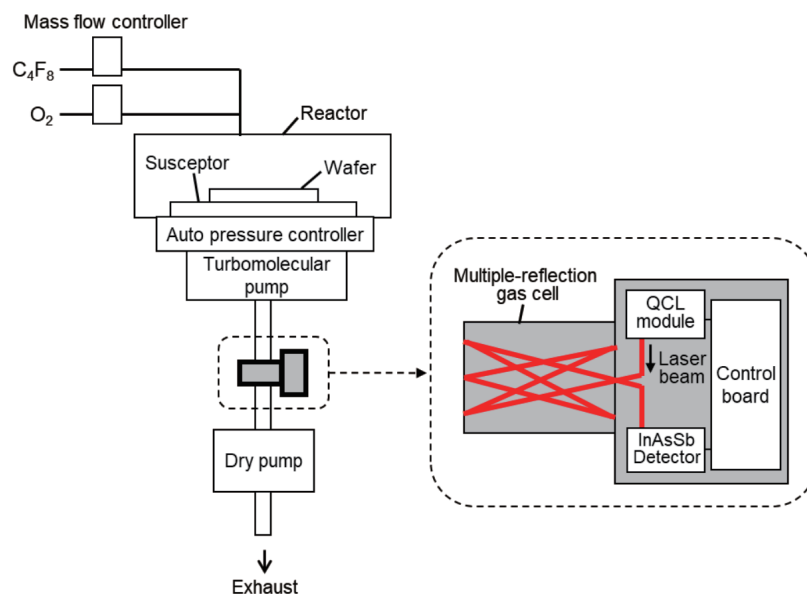 Mass flow controller
C₄F₈
O₂
Reactor
Susceptor
Wafer
Auto pressure controller
Turbomolecular
pump
Dry pump
Exhaust
Multiple-reflection
gas cell
QCL
module
Laser
beam
Control
board
InAsSb
Detector